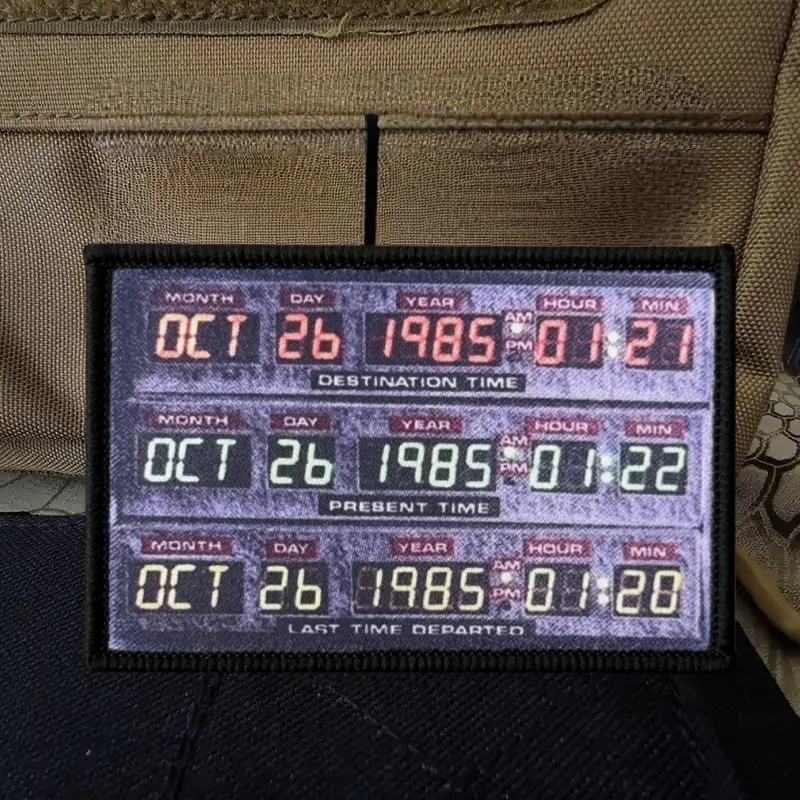 MONTH DAY YEAR HOUR MIN
OCT 26 1985 AM PM 01:21
DESTINATION TIME
MONTH DAY YEAR HOUR MIN
OCT 26 1985 AM PM 01:22
PRESENT TIME
MONTH DAY YEAR HOUR MIN
OCT 26 1985 AM PM 01:20
LAST TIME DEPARTED